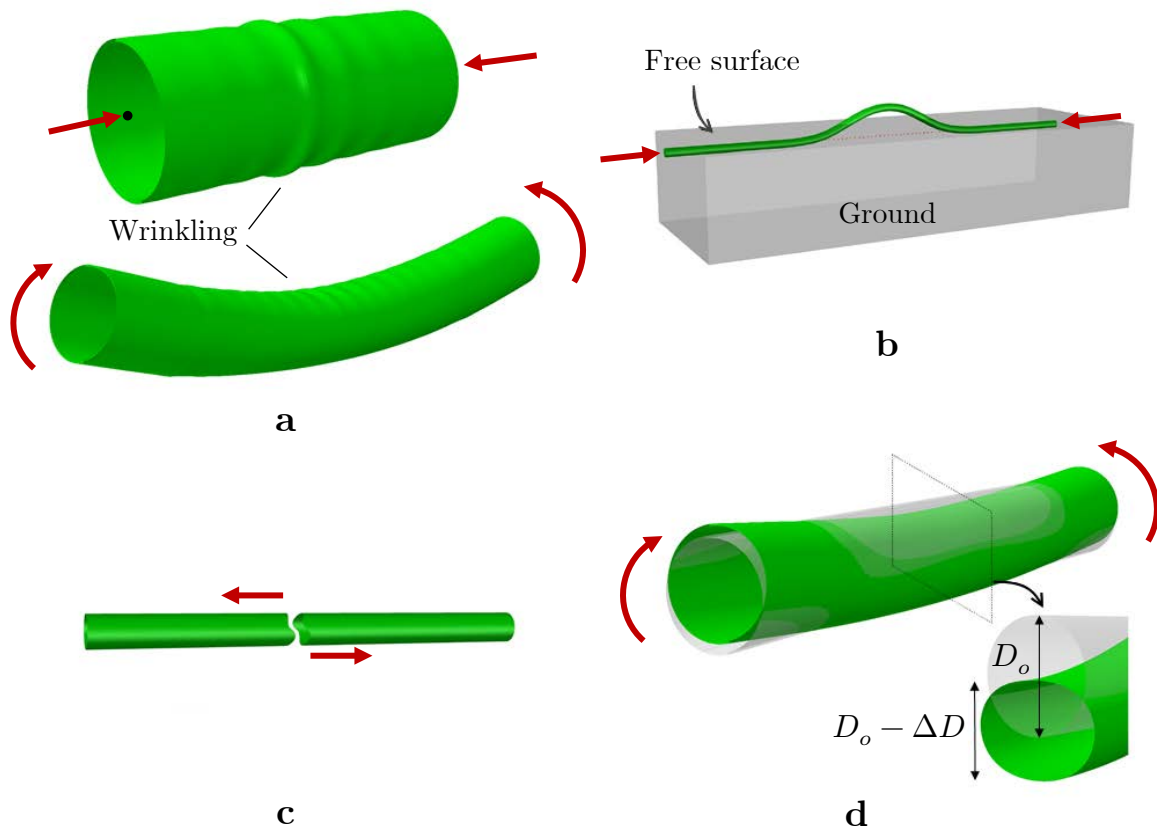 Free surface
Ground
Wrinkling
a
b
c
D_o
D_o − ΔD
d